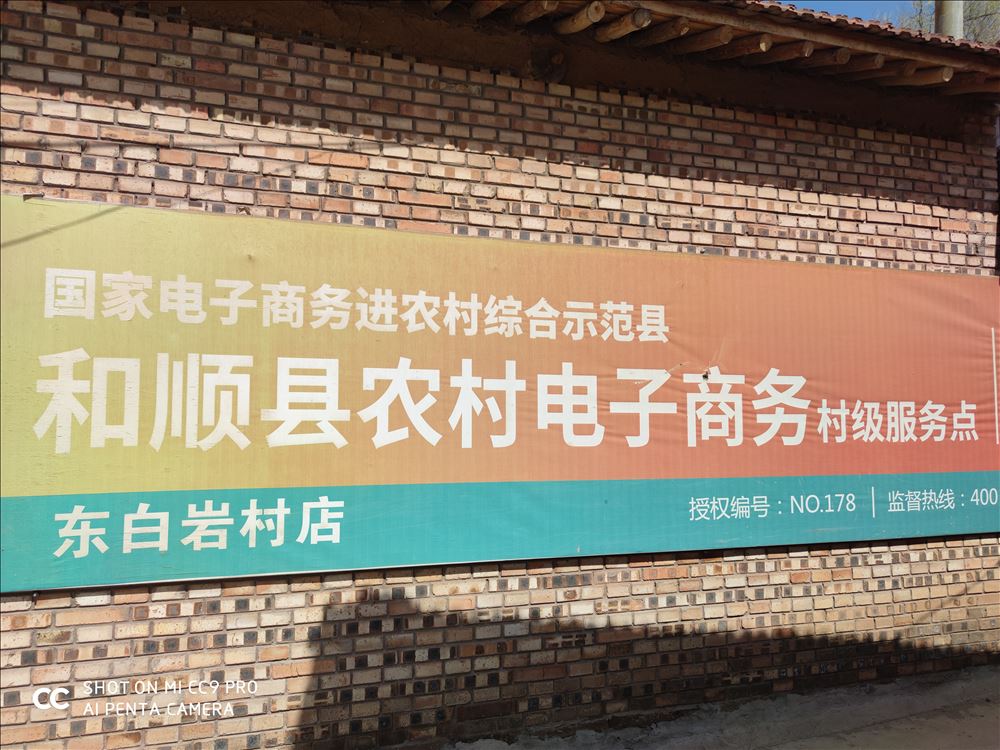 国家电子商务进农村综合示范县
和顺县农村电子商务村级服务点
东白岩村店
授权编号：NO.178 | 监督热线：400
SHOT ON MI CC9 PRO
AI PENTA CAMERA